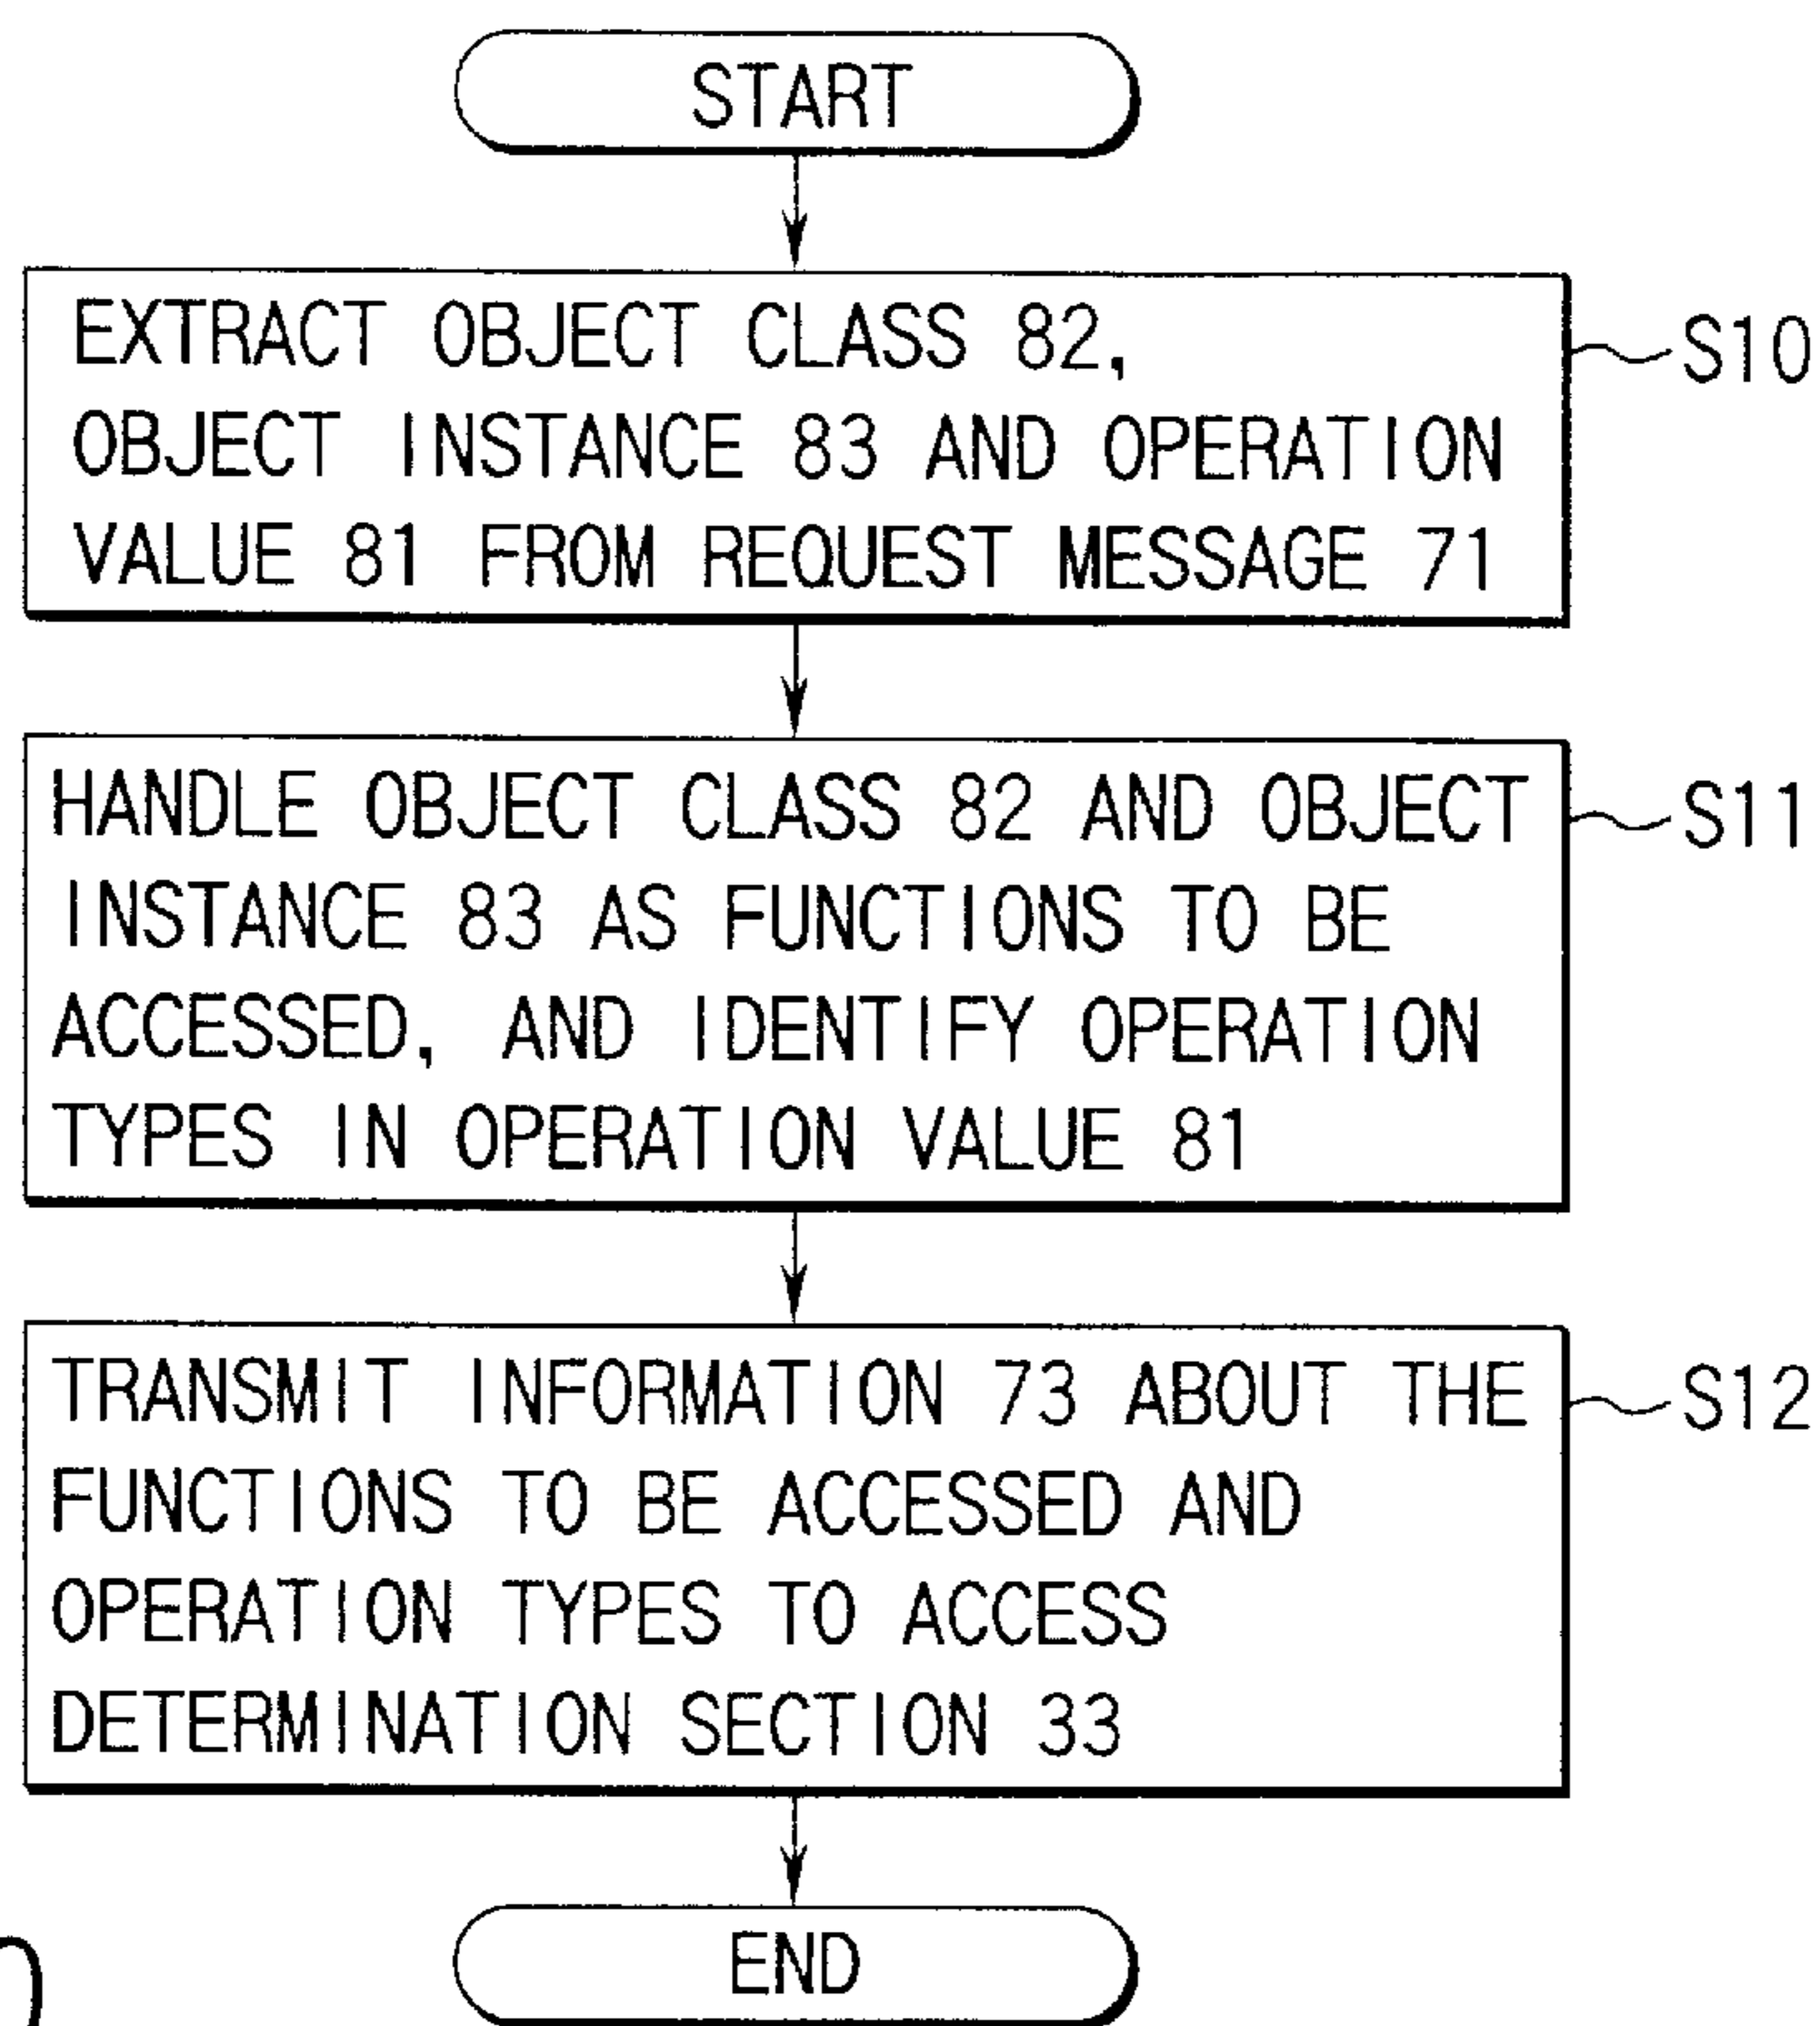 START
EXTRACT OBJECT CLASS 82,
OBJECT INSTANCE 83 AND OPERATION
VALUE 81 FROM REQUEST MESSAGE 71
S10
HANDLE OBJECT CLASS 82 AND OBJECT
INSTANCE 83 AS FUNCTIONS TO BE
ACCESSED, AND IDENTIFY OPERATION
TYPES IN OPERATION VALUE 81
S11
TRANSMIT INFORMATION 73 ABOUT THE
FUNCTIONS TO BE ACCESSED AND
OPERATION TYPES TO ACCESS
DETERMINATION SECTION 33
S12
END